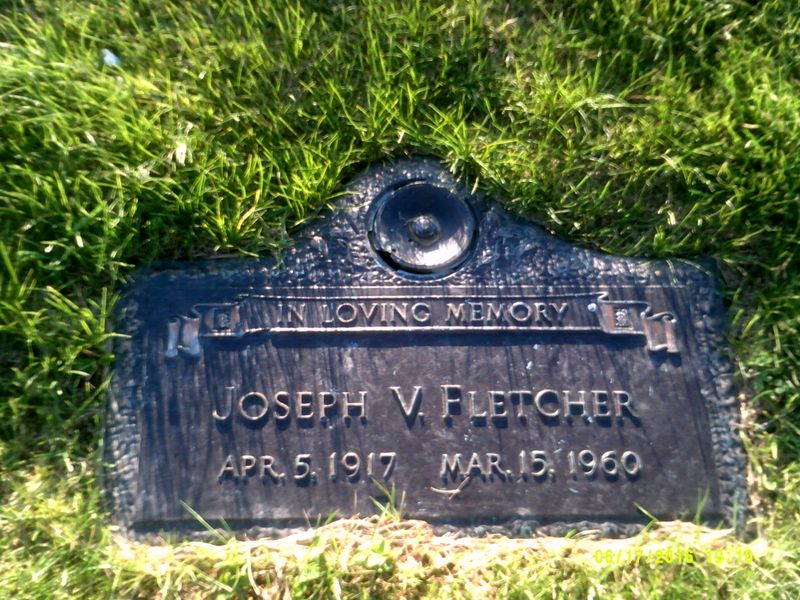 IN LOVING MEMORY
JOSEPH V. FLETCHER
APR. 5, 1917 MAR. 15, 1960